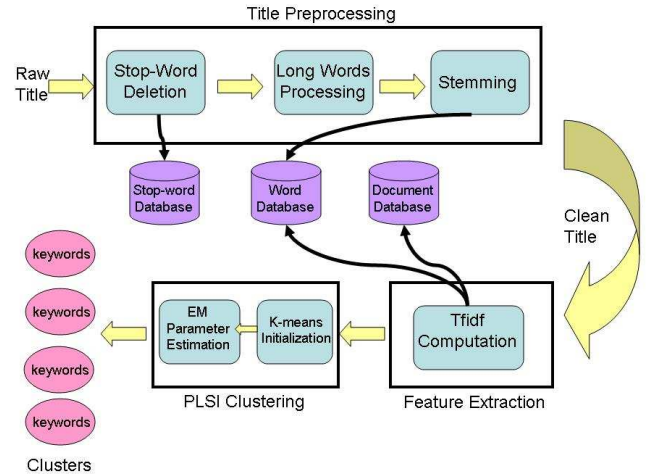 Title Preprocessing
Raw
Title
Stop-Word
Deletion
Long Words
Processing
Stemming
Stop-word
Database
Word
Database
Document
Database
Clean
Title
keywords
keywords
keywords
keywords
Clusters
EM
Parameter
Estimation
K-means
Initialization
PLSI Clustering
Tfidf
Computation
Feature Extraction